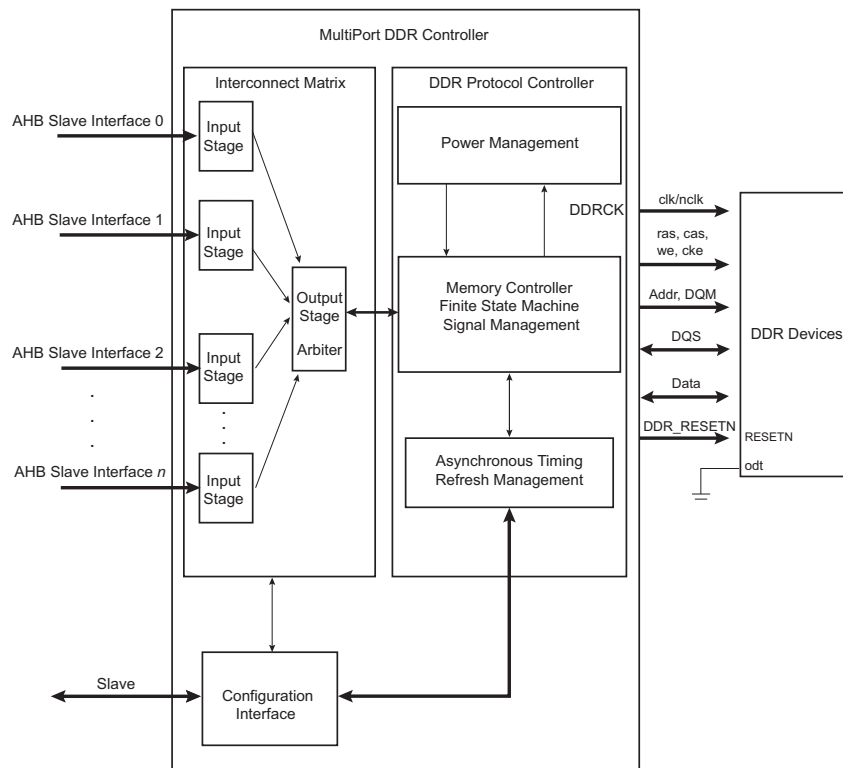 MultiPort DDR Controller
Interconnect Matrix
DDR Protocol Controller
AHB Slave Interface 0
Input
Stage
Power Management
DDRCK
clk/nclk
AHB Slave Interface 1
Input
Stage
ras, cas,
we, cke
Output
Stage
Arbiter
Memory Controller
Finite State Machine
Signal Management
Addr, DQM
DQS
DDR Devices
AHB Slave Interface 2
Input
Stage
Data
. . .
. . .
DDR_RESETN
RESETN
odt
AHB Slave Interface n
Input
Stage
Asynchronous Timing
Refresh Management
Slave
Configuration
Interface